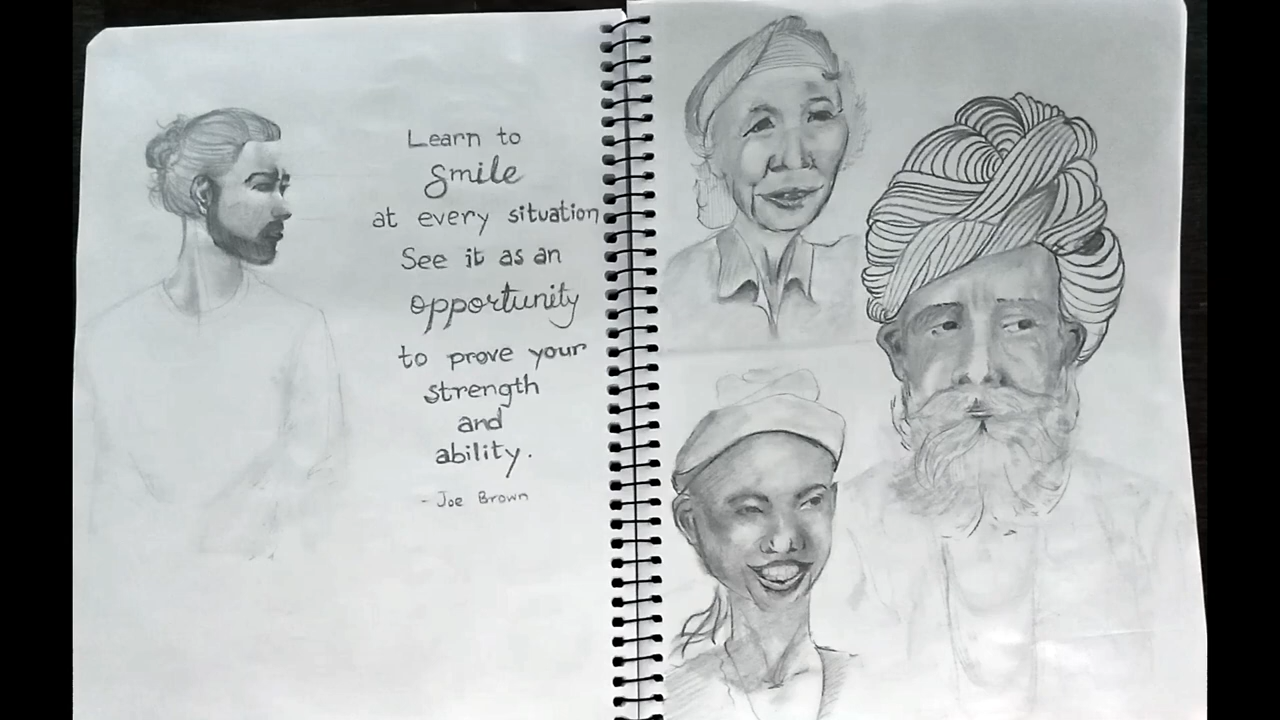 Learn to
smile
at every situation
See it as an
opportunity
to prove your
strength
and
ability.
- Joe Brown